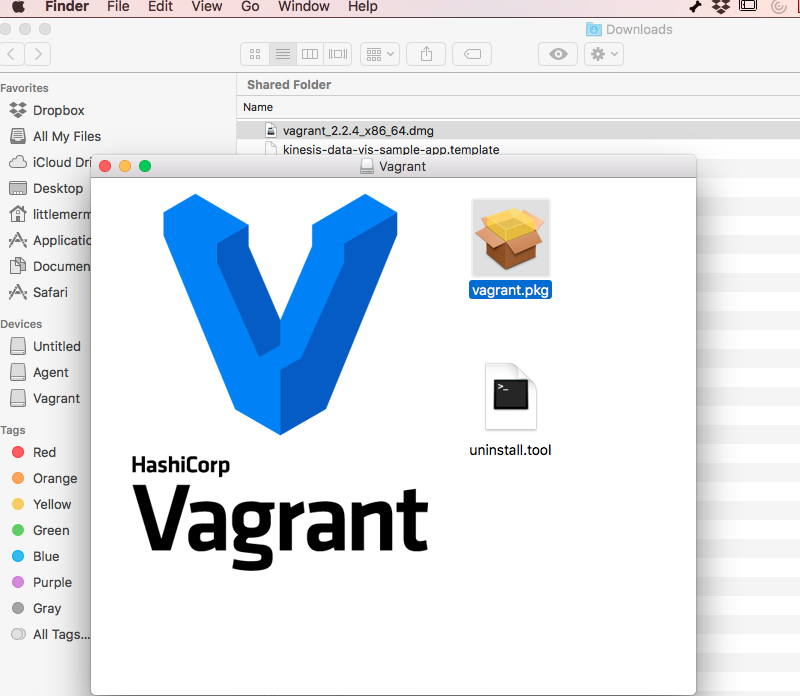 Finder File Edit View Go Window Help
Downloads
Shared Folder
Name
vagrant_2.2.4_x86_64.dmg
kinesis-data-vis-sample-app.template
Favorites
Dropbox
All My Files
iCloud Dri
Desktop
littlemerm
Applicatio
Documen
Safari
Devices
Untitled
Agent
Vagrant
Tags
Red
Orange
Yellow
Green
Blue
Purple
Gray
All Tags...
Vagrant
vagrant.pkg
>_
uninstall.tool
HashiCorp
Vagrant